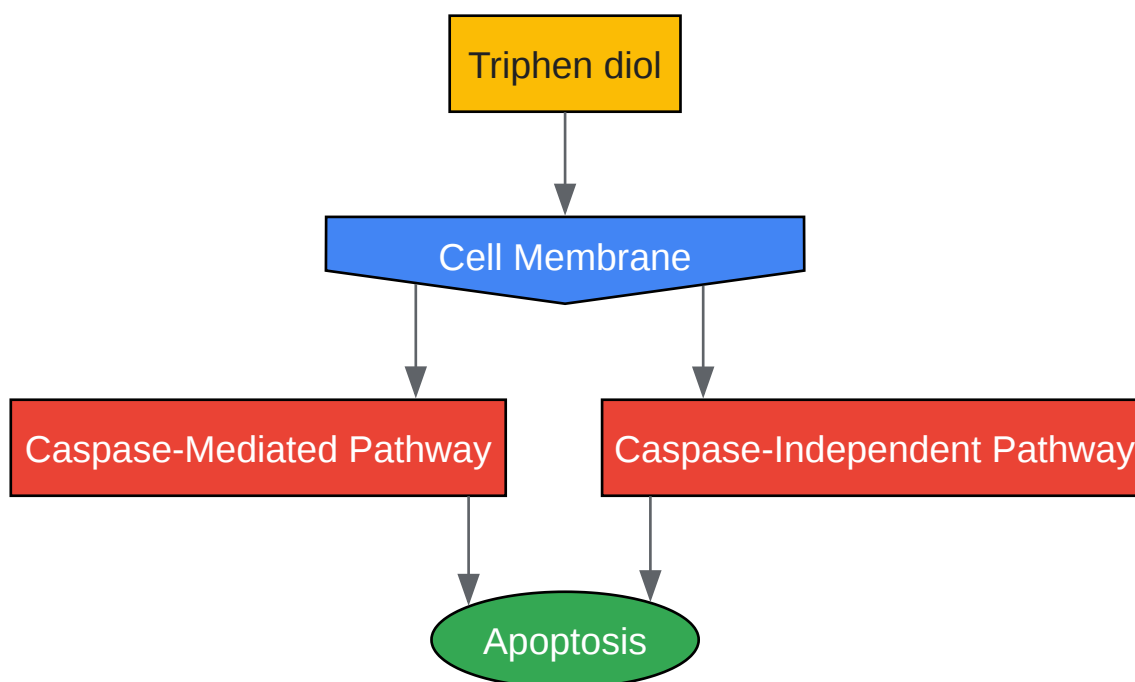 Triphen diol
Cell Membrane
Caspase-Mediated Pathway
Caspase-Independent Pathway
Apoptosis